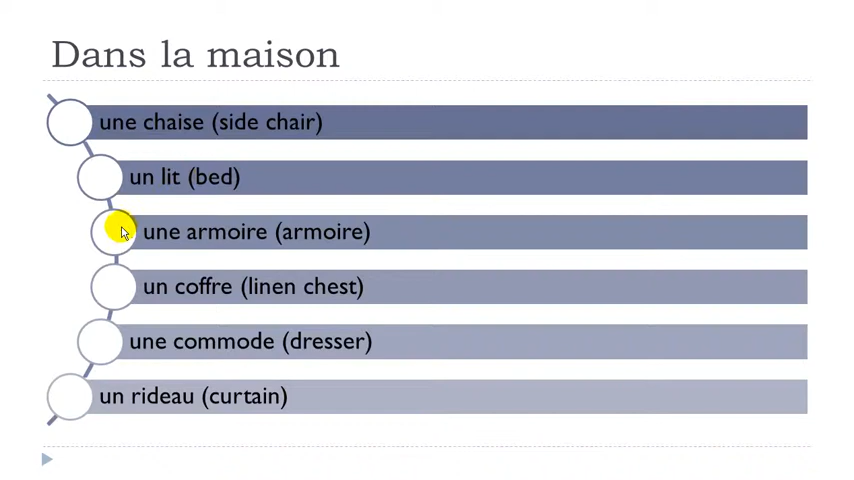 Dans la maison
une chaise (side chair)
un lit (bed)
une armoire (armoire)
un coffre (linen chest)
une commode (dresser)
un rideau (curtain)